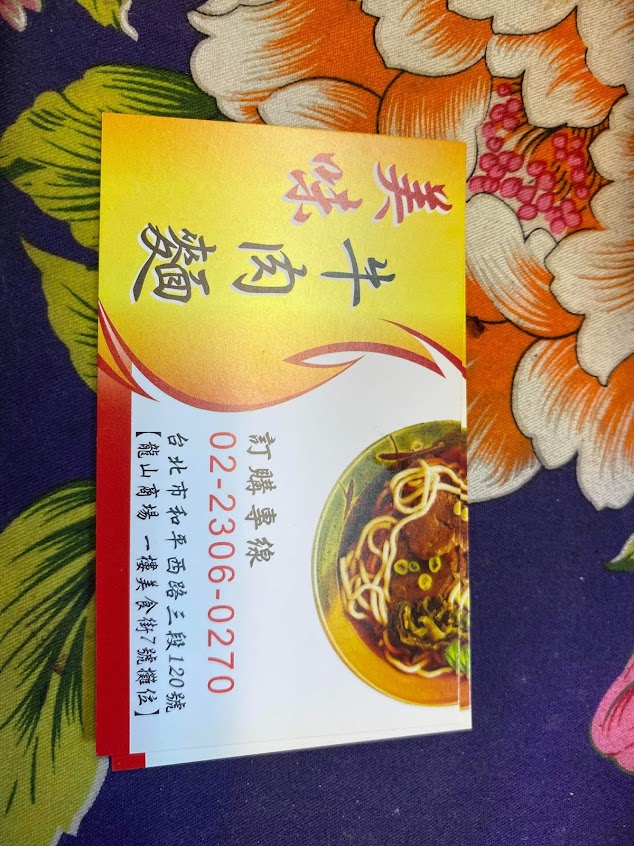 美味
牛肉麵
訂購專線
02-2306-0270
台北市和平西路三段120號
【龍山商場 一樓美食街7號攤位】